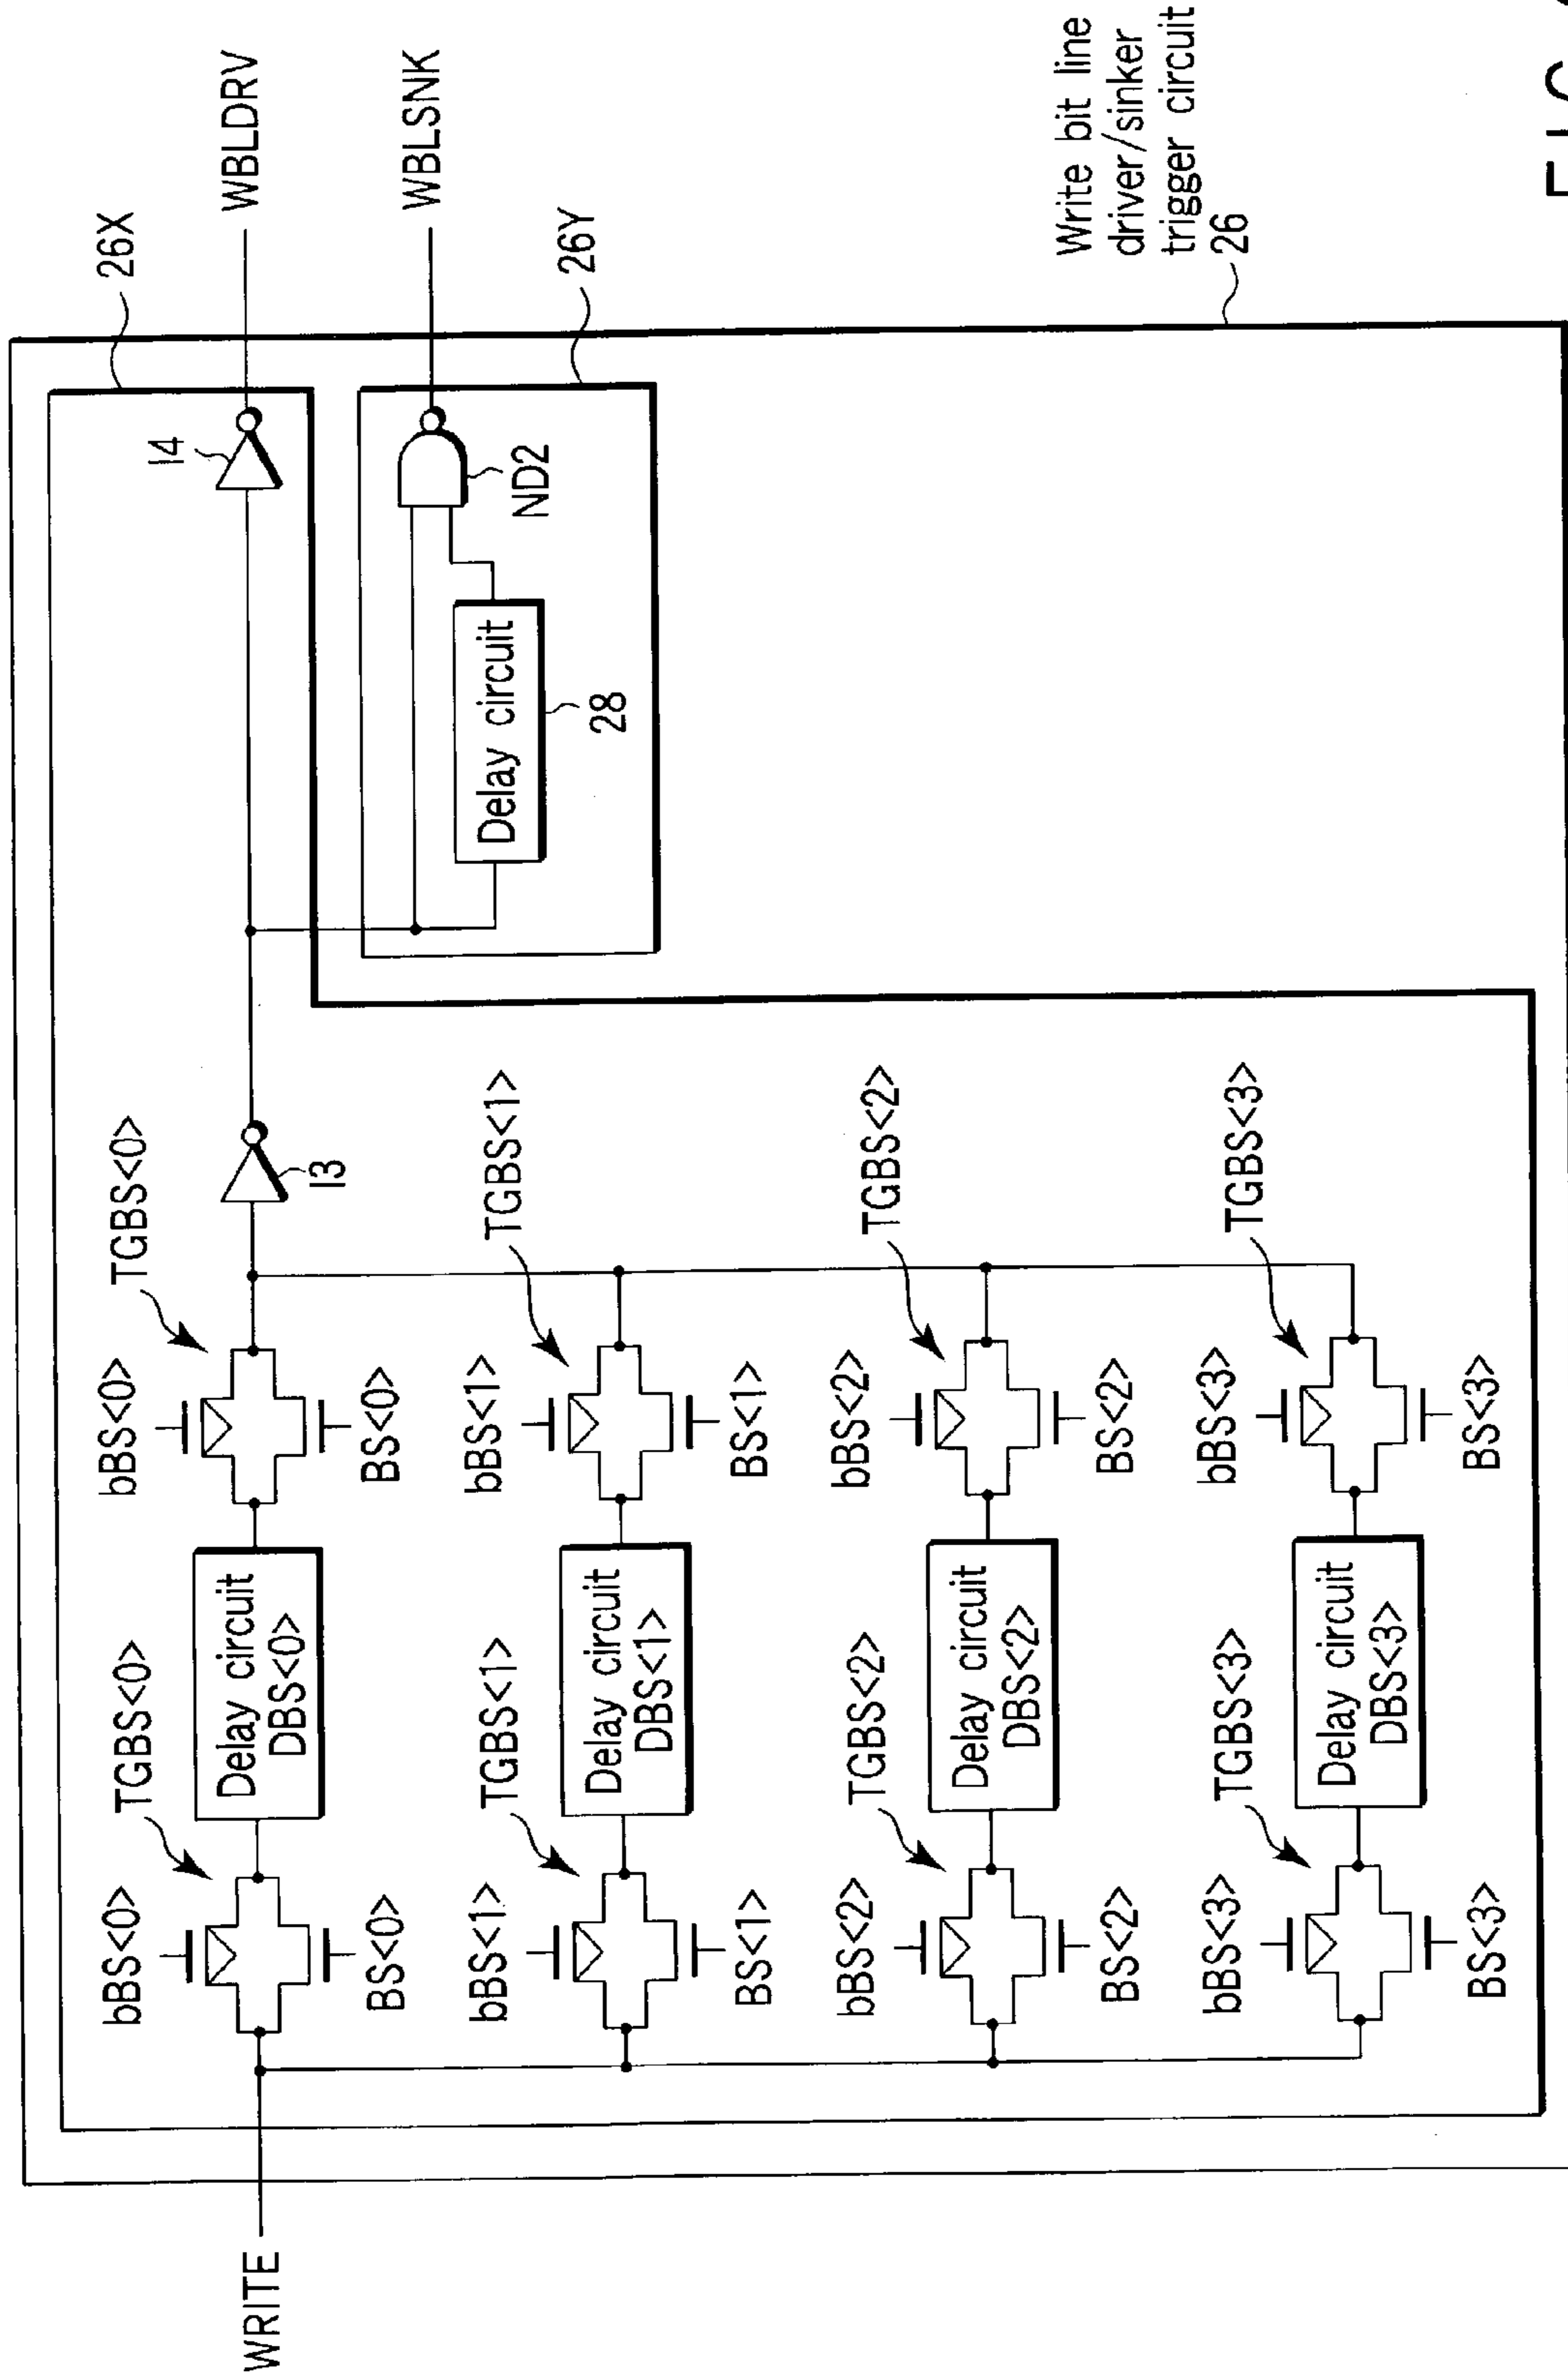 WRITE
bBS<0>
TGBS<0>
BS<0>
Delay circuit
DBS<0>
bBS<0>
TGBS<0>
BS<0>
I3
I4
26X
WBLDRV
bBS<1>
TGBS<1>
BS<1>
Delay circuit
DBS<1>
bBS<1>
TGBS<1>
BS<1>
Delay circuit
28
ND2
WBLSNK
26Y
bBS<2>
TGBS<2>
BS<2>
Delay circuit
DBS<2>
bBS<2>
TGBS<2>
BS<2>
bBS<3>
TGBS<3>
BS<3>
Delay circuit
DBS<3>
bBS<3>
TGBS<3>
BS<3>
Write bit line
driver/sinker
trigger circuit
26